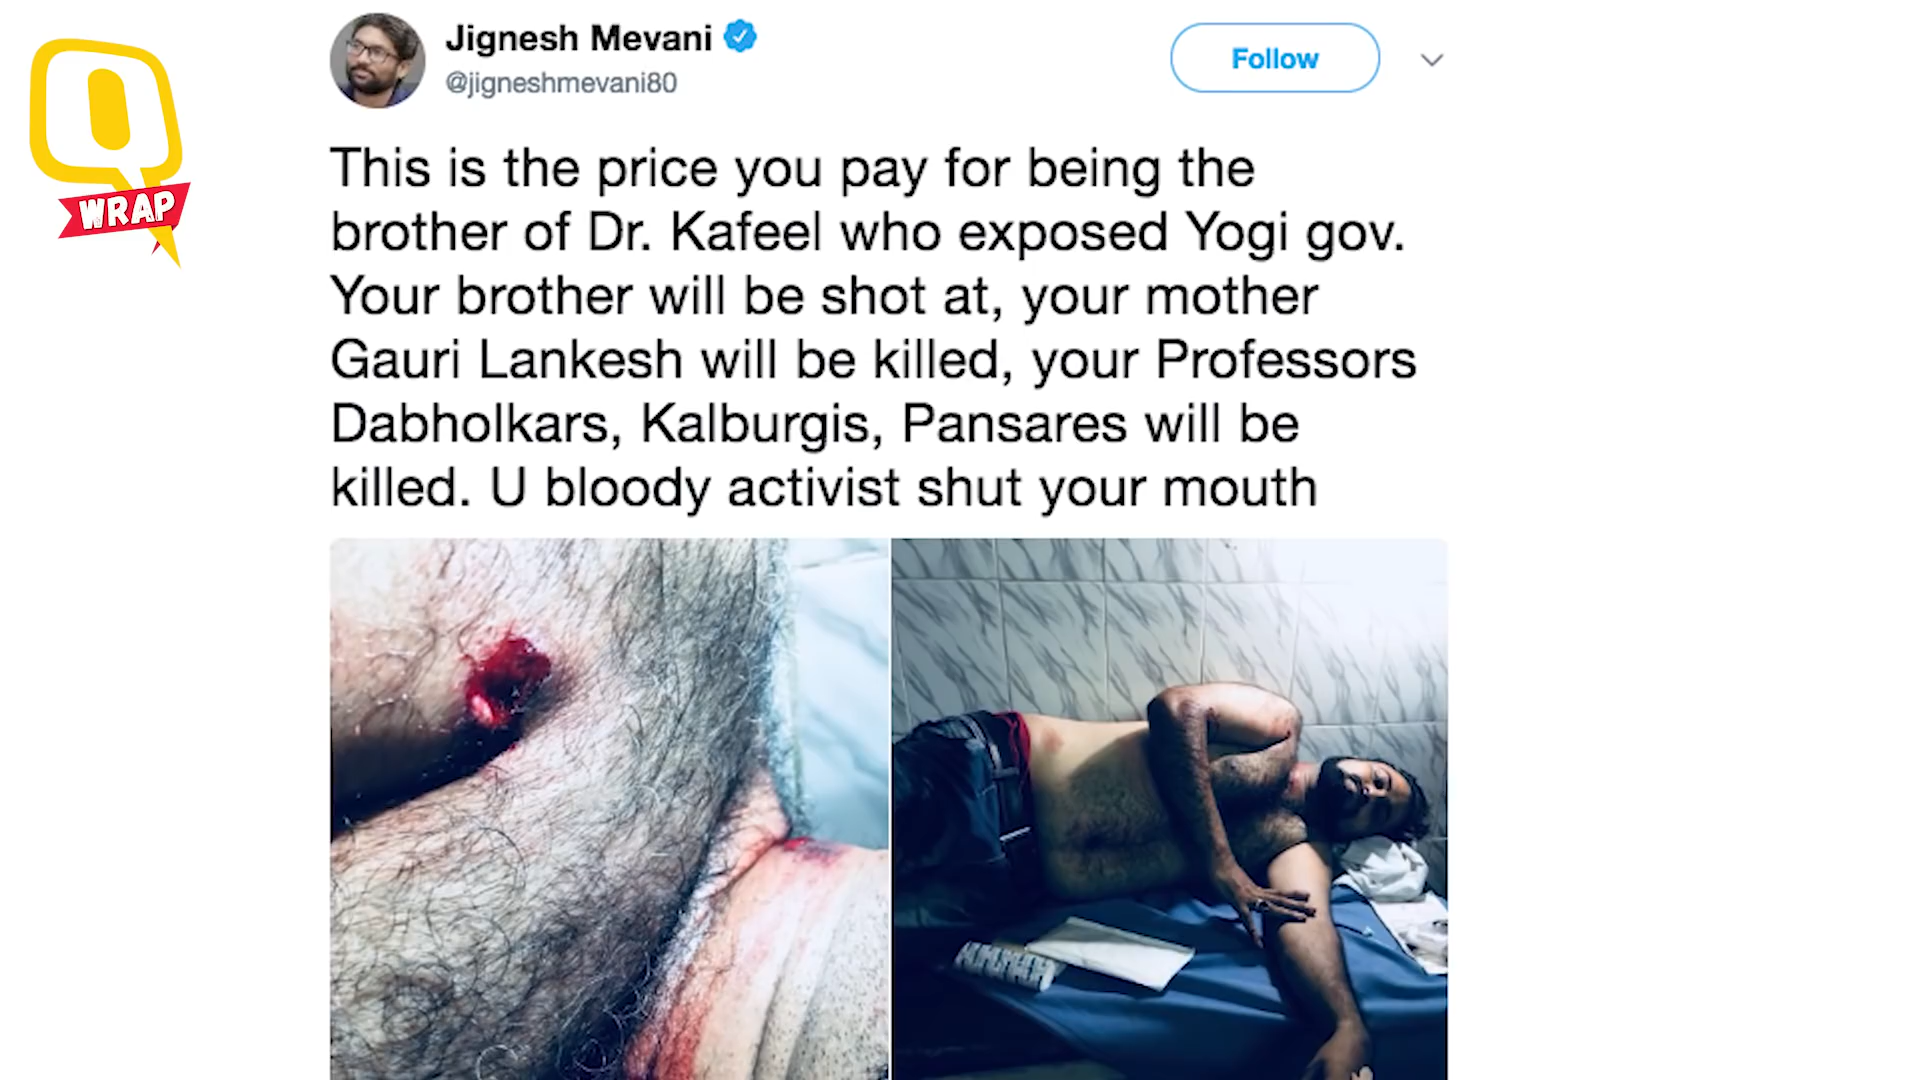 WRAP
Jignesh Mevani
@jigneshmevani80
Follow
This is the price you pay for being the
brother of Dr. Kafeel who exposed Yogi gov.
Your brother will be shot at, your mother
Gauri Lankesh will be killed, your Professors
Dabholkars, Kalburgis, Pansares will be
killed. U bloody activist shut your mouth